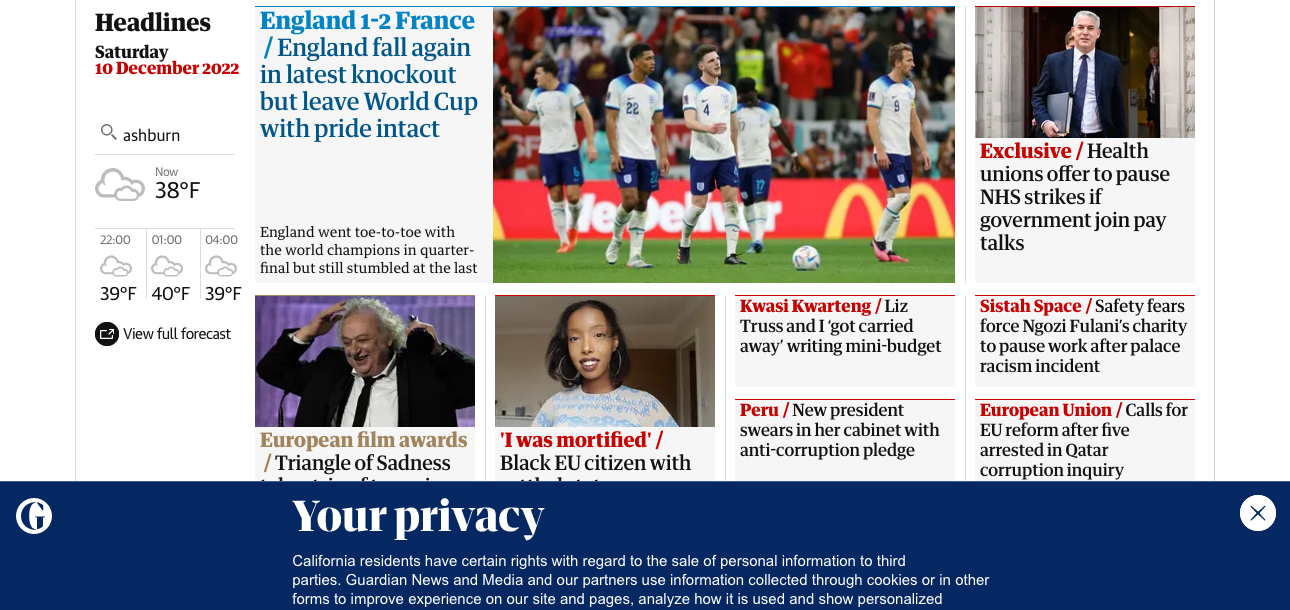 Headlines
Saturday
10 December 2022
ashburn
Now
38°F
22:00 01:00 04:00
39°F 40°F 39°F
View full forecast
England 1-2 France
/ England fall again
in latest knockout
but leave World Cup
with pride intact
England went toe-to-toe with
the world champions in quarter-
final but still stumbled at the last
22
4
9
17
Exclusive / Health
unions offer to pause
NHS strikes if
government join pay
talks
European film awards
/ Triangle of Sadness
'I was mortified' /
Black EU citizen with
Kwasi Kwarteng / Liz
Truss and I ‘got carried
away’ writing mini-budget
Peru / New president
swears in her cabinet with
anti-corruption pledge
Sistah Space / Safety fears
force Ngozi Fulani’s charity
to pause work after palace
racism incident
European Union / Calls for
EU reform after five
arrested in Qatar
corruption inquiry
Your privacy
California residents have certain rights with regard to the sale of personal information to third
parties. Guardian News and Media and our partners use information collected through cookies or in other
forms to improve experience on our site and pages, analyze how it is used and show personalized